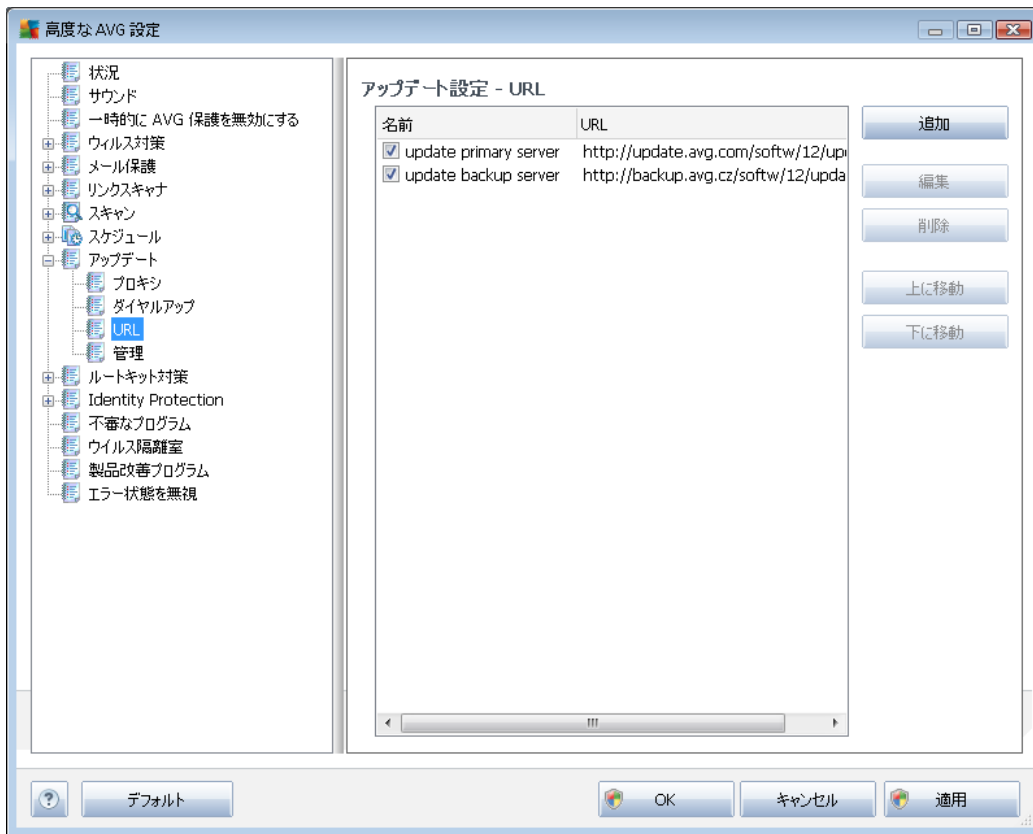 高度な AVG 設定
状況
サウンド
一時的に AVG 保護を無効にする
ウィルス対策
メール保護
リンクスキャナ
スキャン
スケジュール
アップデート
プロキシ
ダイヤルアップ
URL
管理
ルートキット対策
Identity Protection
不審なプログラム
ウイルス隔離室
製品改善プログラム
エラー状態を無視
アップデート設定 - URL
名前 URL
update primary server http://update.avg.com/softw/12/up
update backup server http://backup.avg.cz/softw/12/upda
追加
編集
削除
上に移動
下に移動
? デフォルト OK キャンセル 適用